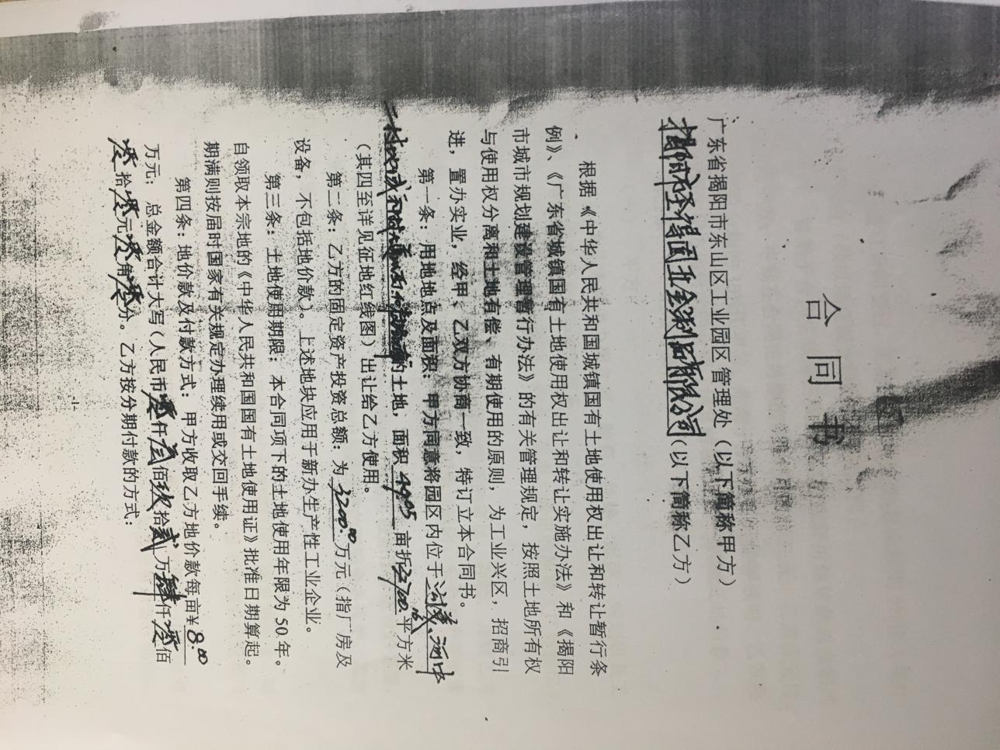 合同书
广东省揭阳市东山区工业园区管理处（以下简称甲方）
有限公司（以下简称乙方）
根据《中华人民共和国城镇国有土地使用权出让和转让暂行条
例》、《广东省城镇国有土地使用权出让和转让实施办法》和《揭阳
市城市规划建设管理暂行办法》的有关管理规定，按照土地所有权
与使用权分离和土地有偿、有期使用的原则，为工业兴区，招商引
进，置办实业，经甲、乙双方协商一致，特订立本合同书。
第一条：用地地点及面积：甲方同意将园区内位于
的土地，面积 49.05 亩折32700.16平方米
（其四至详见征地红线图）出让给乙方使用。
第二条：乙方的固定资产投资总额：为3200.00万元（指厂房及
设备，不包括地价款）。上述地块应用于新办生产性工业企业。
第三条：土地使用期限：本合同项下的土地使用年限为50年。
自领取本宗地的《中华人民共和国国有土地使用证》批准日期算起。
期满则按届时国家有关规定办理续用或交回手续。
第四条：地价款及付款方式：甲方收取乙方地价款每亩¥8.00
万元；总金额合计大写（人民币零仟叁佰玖拾贰万肆仟零佰
零拾零元零角零分。乙方按分期付款的方式：
-1-